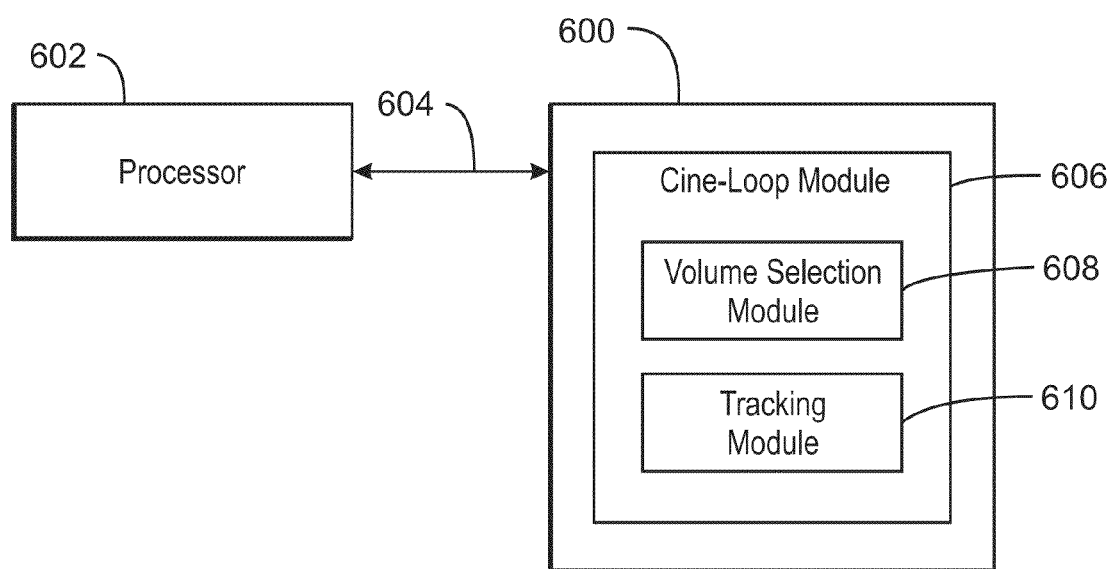 600
602
604
Processor
Cine-Loop Module
606
Volume Selection
Module
608
Tracking
Module
610